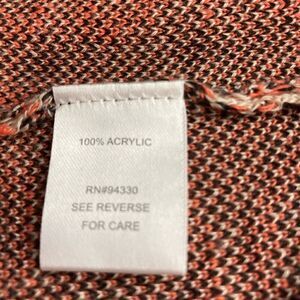 100% ACRYLIC
RN#94330
SEE REVERSE
FOR CARE